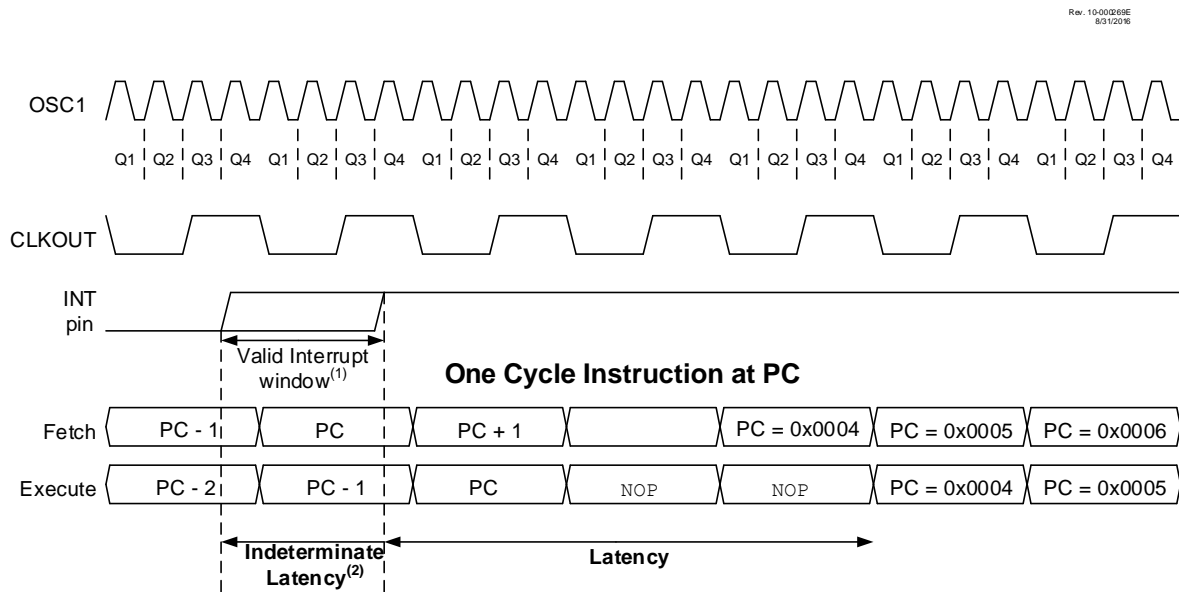 Rev. 10-000269E
8/31/2016
OSC1
Q1 Q2 Q3 Q4 Q1 Q2 Q3 Q4 Q1 Q2 Q3 Q4 Q1 Q2 Q3 Q4 Q1 Q2 Q3 Q4 Q1 Q2 Q3 Q4 Q1 Q2 Q3 Q4
CLKOUT
INT
pin
Valid Interrupt
window(1)
One Cycle Instruction at PC
Fetch PC - 1 PC PC + 1 PC = 0x0004 PC = 0x0005 PC = 0x0006
Execute PC - 2 PC - 1 PC NOP NOP PC = 0x0004 PC = 0x0005
Indeterminate
Latency(2)
Latency